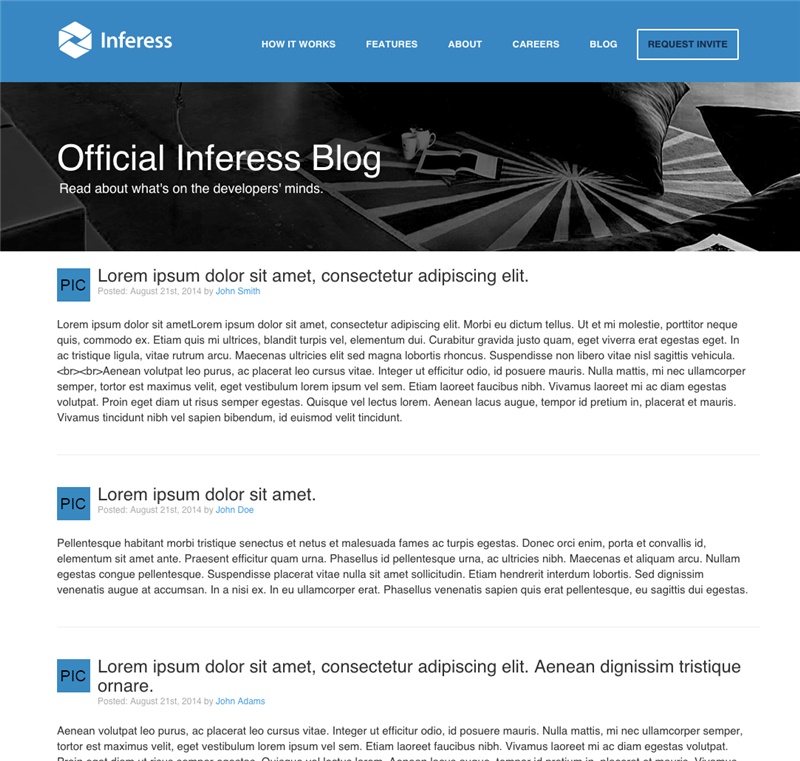 Inferess
HOW IT WORKS
FEATURES
ABOUT
CAREERS
BLOG
REQUEST INVITE
Official Inferess Blog
Read about what's on the developers' minds.
PIC
Lorem ipsum dolor sit amet, consectetur adipiscing elit.
Posted: August 21st, 2014 by John Smith
Lorem ipsum dolor sit ametLorem ipsum dolor sit amet, consectetur adipiscing elit. Morbi eu dictum tellus. Ut et mi molestie, porttitor neque
quis, commodo ex. Etiam quis mi ultrices, blandit turpis vel, elementum dui. Curabitur gravida justo quam, eget viverra erat egestas eget. In
ac tristique ligula, vitae rutrum arcu. Maecenas ultricies elit sed magna lobortis rhoncus. Suspendisse non libero vitae nisl sagittis vehicula.
<br><br>Aenean volutpat leo purus, ac placerat leo cursus vitae. Integer ut efficitur odio, id posuere mauris. Nulla mattis, mi nec ullamcorper
semper, tortor est maximus velit, eget vestibulum lorem ipsum vel sem. Etiam laoreet faucibus nibh. Vivamus laoreet mi ac diam egestas
volutpat. Proin eget diam ut risus semper egestas. Quisque vel lectus lorem. Aenean lacus augue, tempor id pretium in, placerat et mauris.
Vivamus tincidunt nibh vel sapien bibendum, id euismod velit tincidunt.
PIC
Lorem ipsum dolor sit amet.
Posted: August 21st, 2014 by John Doe
Pellentesque habitant morbi tristique senectus et netus et malesuada fames ac turpis egestas. Donec orci enim, porta et convallis id,
elementum sit amet ante. Praesent efficitur quam urna. Phasellus id pellentesque urna, ac ultricies nibh. Maecenas et aliquam arcu. Nullam
egestas congue pellentesque. Suspendisse placerat vitae nulla sit amet sollicitudin. Etiam hendrerit interdum lobortis. Sed dignissim
venenatis augue at accumsan. In a nisi ex. In eu ullamcorper erat. Phasellus venenatis sapien quis erat pellentesque, eu sagittis dui egestas.
PIC
Lorem ipsum dolor sit amet, consectetur adipiscing elit. Aenean dignissim tristique
ornare.
Posted: August 21st, 2014 by John Adams
Aenean volutpat leo purus, ac placerat leo cursus vitae. Integer ut efficitur odio, id posuere mauris. Nulla mattis, mi nec ullamcorper semper,
tortor est maximus velit, eget vestibulum lorem ipsum vel sem. Etiam laoreet faucibus nibh. Vivamus laoreet mi ac diam egestas volutpat.